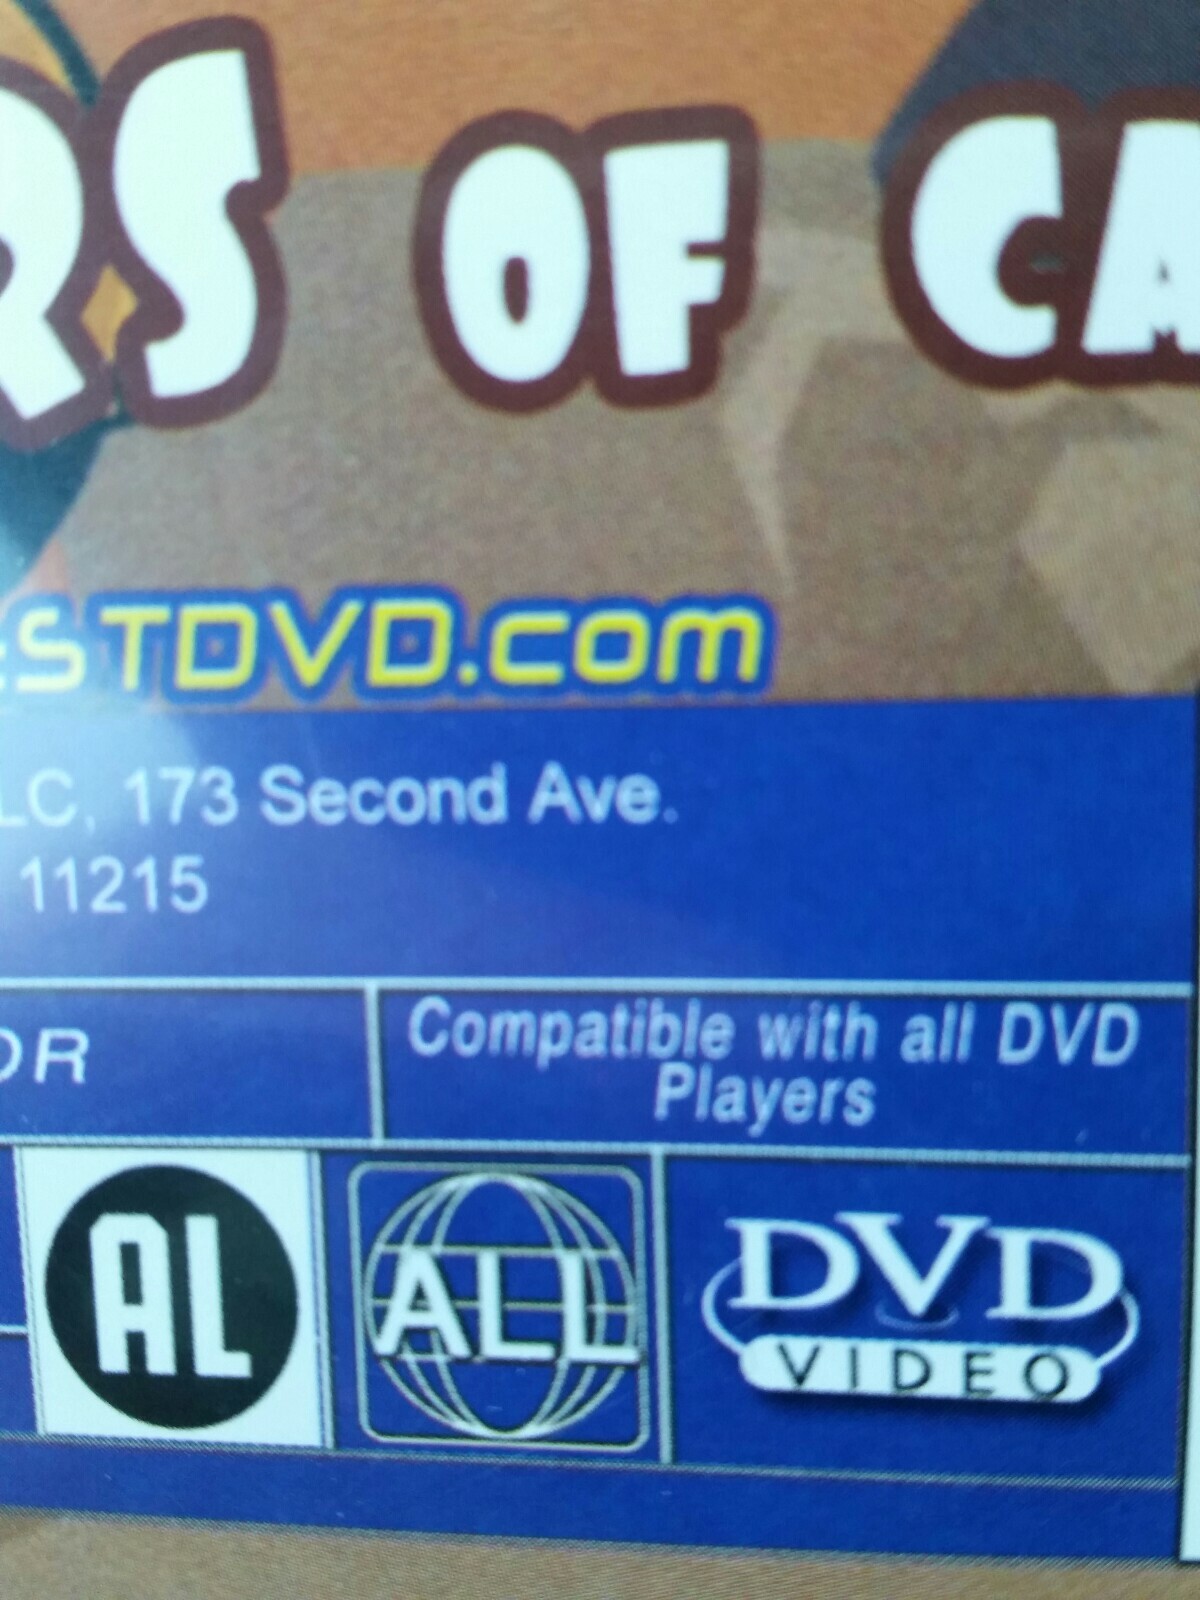 RS OF CA
ESTDVD.com
LC, 173 Second Ave.
11215
OR
Compatible with all DVD
Players
AL
ALL
DVD
VIDEO